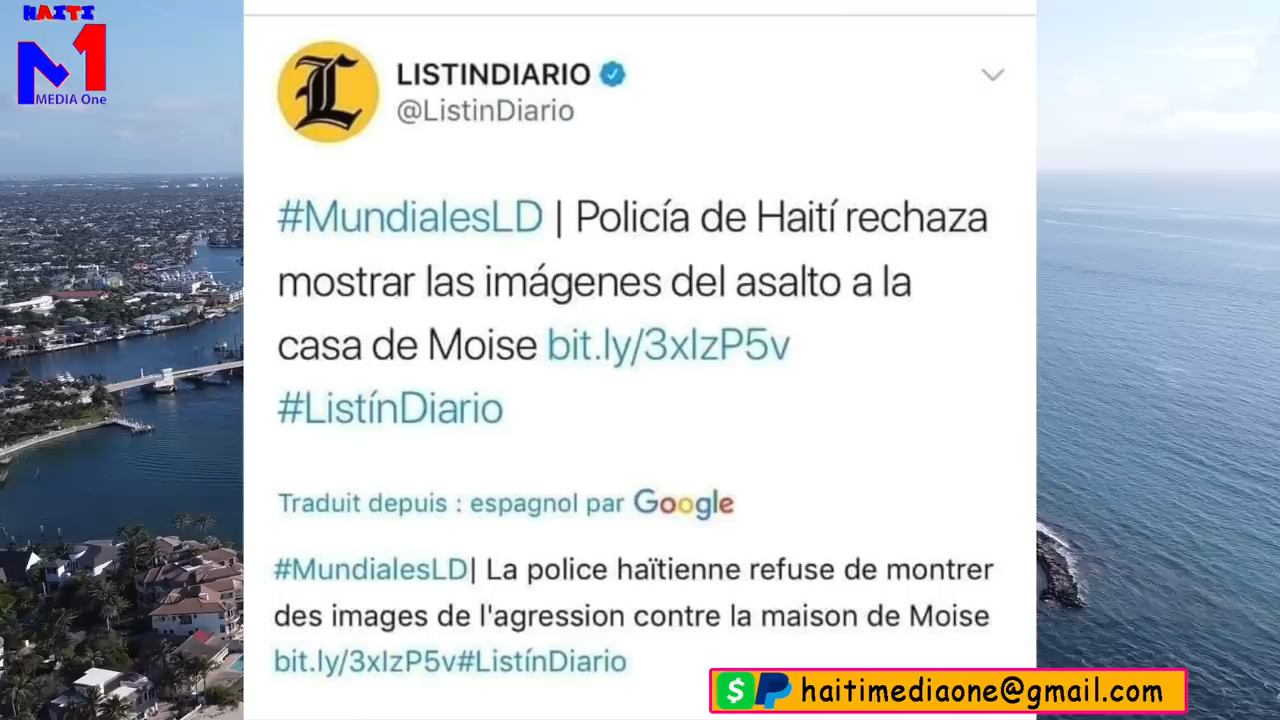 HAITI
M1
MEDIA One
LISTINDIARIO
@ListinDiario
#MundialesLD | Policía de Haití rechaza
mostrar las imágenes del asalto a la
casa de Moise bit.ly/3xIzP5v
#ListínDiario
Traduit depuis : espagnol par Google
#MundialesLD| La police haïtienne refuse de montrer
des images de l'agression contre la maison de Moise
bit.ly/3xIzP5v#ListínDiario
$ P haitimediaone@gmail.com